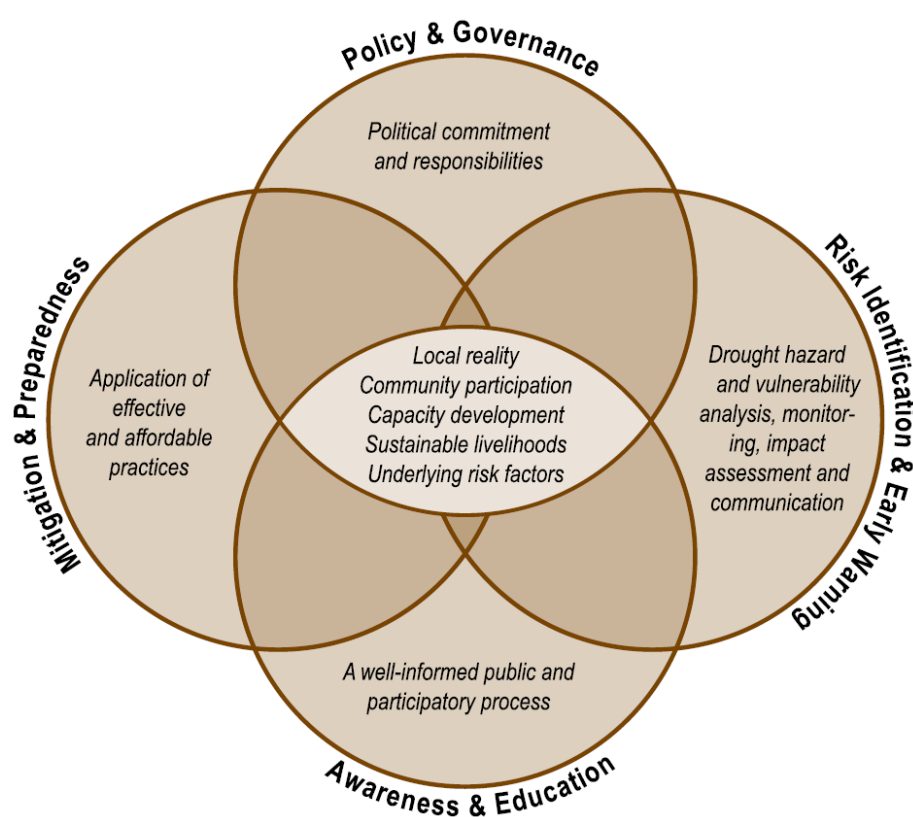 Policy & Governance
Political commitment
and responsibilities
Mitigation & Preparedness
Application of
effective
and affordable
practices
Local reality
Community participation
Capacity development
Sustainable livelihoods
Underlying risk factors
Risk Identification & Early Warning
Drought hazard
and vulnerability
analysis, monitor-
ing, impact
assessment and
communication
A well-informed public and
participatory process
Awareness & Education